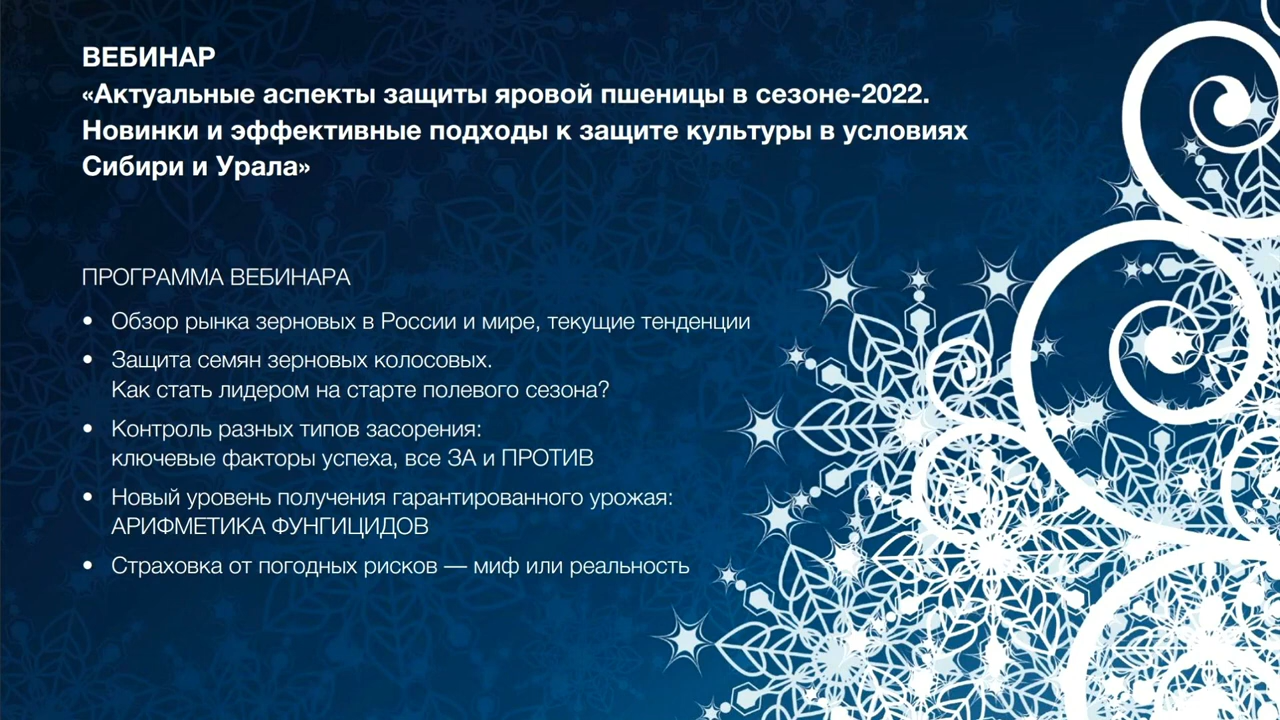 ВЕБИНАР
«Актуальные аспекты защиты яровой пшеницы в сезоне-2022.
Новинки и эффективные подходы к защите культуры в условиях
Сибири и Урала»
ПРОГРАММА ВЕБИНАРА
• Обзор рынка зерновых в России и мире, текущие тенденции
• Защита семян зерновых колосовых.
Как стать лидером на старте полевого сезона?
• Контроль разных типов засорения:
ключевые факторы успеха, все ЗА и ПРОТИВ
• Новый уровень получения гарантированного урожая:
АРИФМЕТИКА ФУНГИЦИДОВ
• Страховка от погодных рисков — миф или реальность